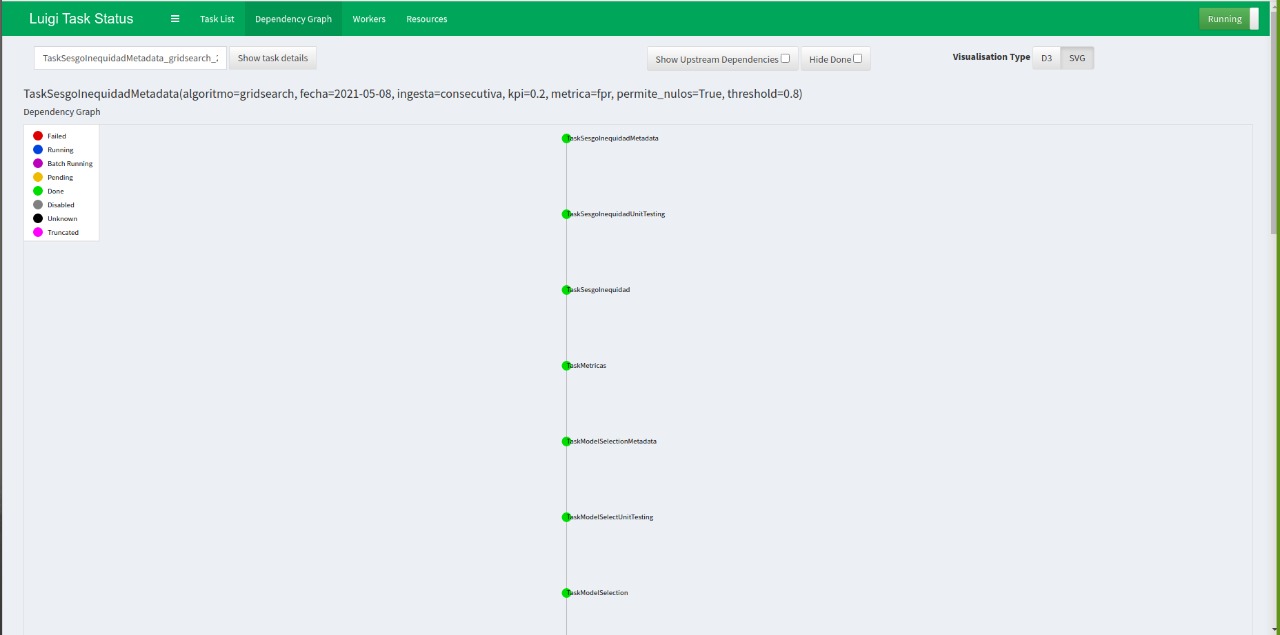 Luigi Task Status ☰ Task List Dependency Graph Workers Resources Running
TaskSesgoInequidadMetadata_gridsearch_ Show task details Show Upstream Dependencies Hide Done Visualisation Type D3 SVG
TaskSesgoInequidadMetadata(algoritmo=gridsearch, fecha=2021-05-08, ingesta=consecutiva, kpi=0.2, metrica=fpr, permite_nulos=True, threshold=0.8)
Dependency Graph
Failed
Running
Batch Running
Pending
Done
Disabled
Unknown
Truncated
TaskSesgoInequidadMetadata
TaskSesgoInequidadUnitTesting
TaskSesgoInequidad
TaskMetricas
TaskModelSelectionMetadata
TaskModelSelectUnitTesting
TaskModelSelection